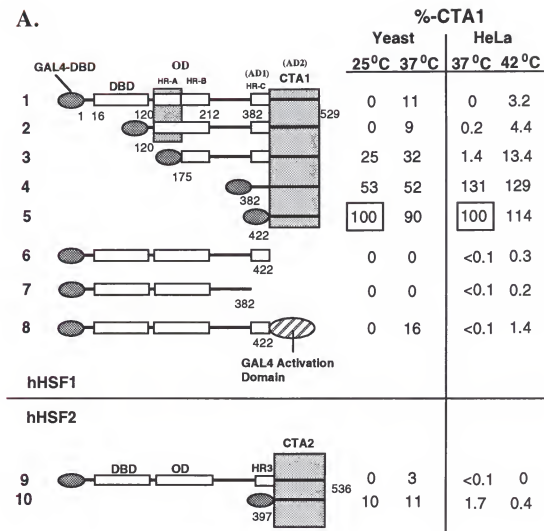 A.
%-CTA1
Yeast HeLa
25°C 37°C 37°C 42°C
GAL4-DBD
OD
DBD HR-A HR-B (AD1) HR-C (AD2) CTA1
1 0 11 0 3.2
1 16 120 212 382 529
2 0 9 0.2 4.4
120
3 25 32 1.4 13.4
175
4 53 52 131 129
382
5 100 90 100 114
422
6 0 0 <0.1 0.3
422
7 0 0 <0.1 0.2
382
8 0 16 <0.1 1.4
422
GAL4 Activation
Domain
hHSF1
hHSF2
CTA2
DBD OD HR3
9 536 0 3 <0.1 0
10 10 11 1.7 0.4
397